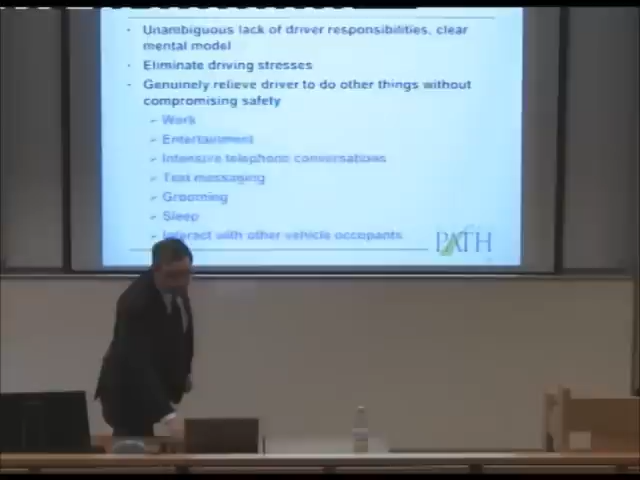 · Unambiguous lack of driver responsibilities, clear
mental model
· Eliminate driving stresses
· Genuinely relieve driver to do other things without
compromising safety
➢ Work
➢ Entertainment
➢ Intensive telephone conversations
➢ Text messaging
➢ Grooming
➢ Sleep
➢ Interact with other vehicle occupants
PATH